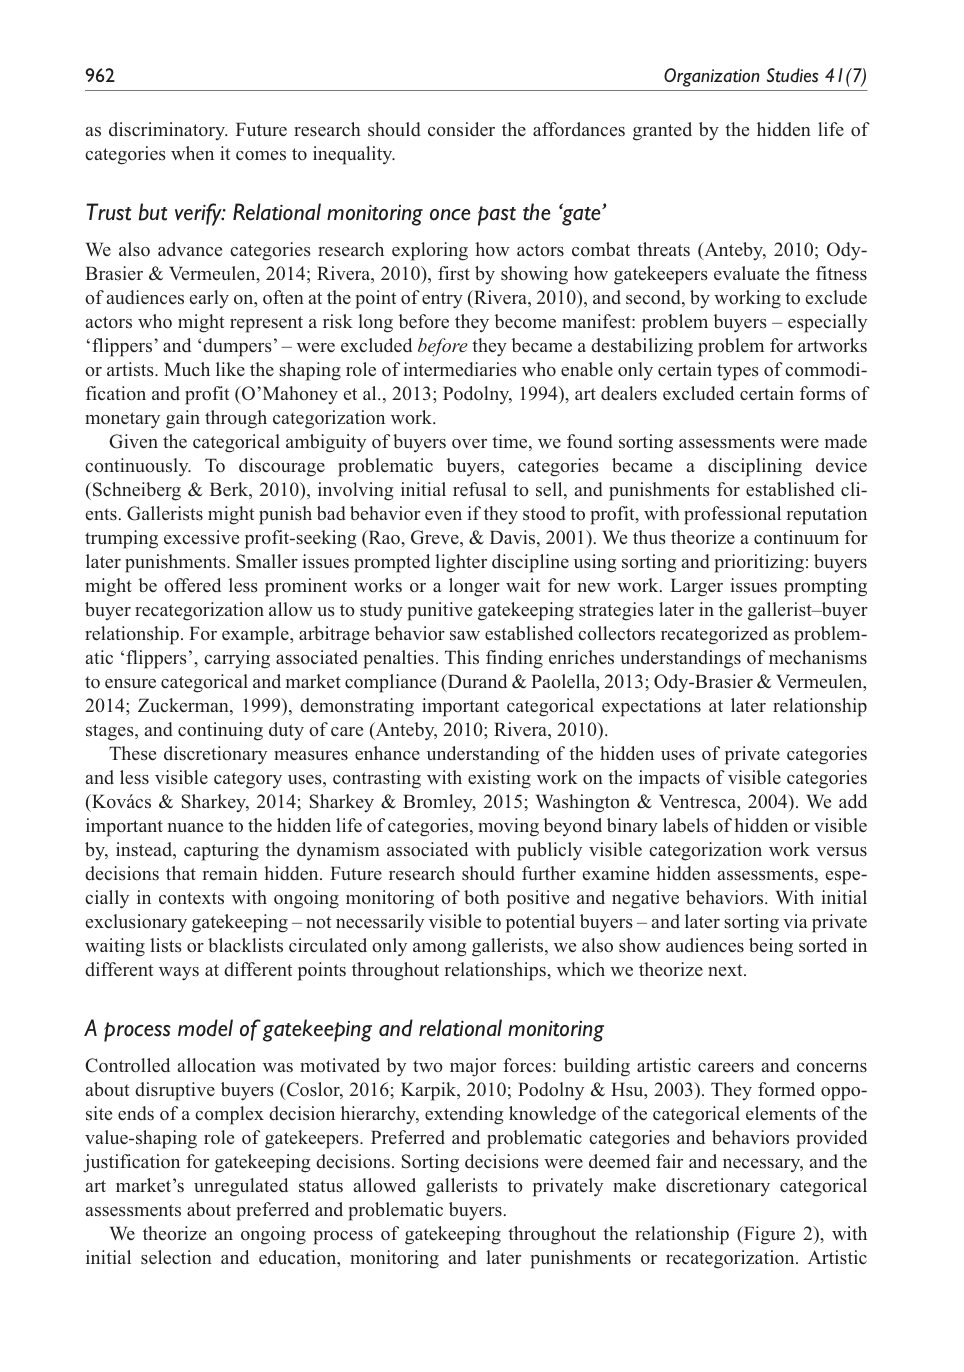 962
Organization Studies 41(7)
as discriminatory. Future research should consider the affordances granted by the hidden life of
categories when it comes to inequality.
Trust but verify: Relational monitoring once past the ‘gate’
We also advance categories research exploring how actors combat threats (Anteby, 2010; Ody-
Brasier & Vermeulen, 2014; Rivera, 2010), first by showing how gatekeepers evaluate the fitness
of audiences early on, often at the point of entry (Rivera, 2010), and second, by working to exclude
actors who might represent a risk long before they become manifest: problem buyers – especially
‘flippers’ and ‘dumpers’ – were excluded before they became a destabilizing problem for artworks
or artists. Much like the shaping role of intermediaries who enable only certain types of commodi-
fication and profit (O’Mahoney et al., 2013; Podolny, 1994), art dealers excluded certain forms of
monetary gain through categorization work.
Given the categorical ambiguity of buyers over time, we found sorting assessments were made
continuously. To discourage problematic buyers, categories became a disciplining device
(Schneiberg & Berk, 2010), involving initial refusal to sell, and punishments for established cli-
ents. Gallerists might punish bad behavior even if they stood to profit, with professional reputation
trumping excessive profit-seeking (Rao, Greve, & Davis, 2001). We thus theorize a continuum for
later punishments. Smaller issues prompted lighter discipline using sorting and prioritizing: buyers
might be offered less prominent works or a longer wait for new work. Larger issues prompting
buyer recategorization allow us to study punitive gatekeeping strategies later in the gallerist–buyer
relationship. For example, arbitrage behavior saw established collectors recategorized as problem-
atic ‘flippers’, carrying associated penalties. This finding enriches understandings of mechanisms
to ensure categorical and market compliance (Durand & Paolella, 2013; Ody-Brasier & Vermeulen,
2014; Zuckerman, 1999), demonstrating important categorical expectations at later relationship
stages, and continuing duty of care (Anteby, 2010; Rivera, 2010).
These discretionary measures enhance understanding of the hidden uses of private categories
and less visible category uses, contrasting with existing work on the impacts of visible categories
(Kovács & Sharkey, 2014; Sharkey & Bromley, 2015; Washington & Ventresca, 2004). We add
important nuance to the hidden life of categories, moving beyond binary labels of hidden or visible
by, instead, capturing the dynamism associated with publicly visible categorization work versus
decisions that remain hidden. Future research should further examine hidden assessments, espe-
cially in contexts with ongoing monitoring of both positive and negative behaviors. With initial
exclusionary gatekeeping – not necessarily visible to potential buyers – and later sorting via private
waiting lists or blacklists circulated only among gallerists, we also show audiences being sorted in
different ways at different points throughout relationships, which we theorize next.
A process model of gatekeeping and relational monitoring
Controlled allocation was motivated by two major forces: building artistic careers and concerns
about disruptive buyers (Coslor, 2016; Karpik, 2010; Podolny & Hsu, 2003). They formed oppo-
site ends of a complex decision hierarchy, extending knowledge of the categorical elements of the
value-shaping role of gatekeepers. Preferred and problematic categories and behaviors provided
justification for gatekeeping decisions. Sorting decisions were deemed fair and necessary, and the
art market’s unregulated status allowed gallerists to privately make discretionary categorical
assessments about preferred and problematic buyers.
We theorize an ongoing process of gatekeeping throughout the relationship (Figure 2), with
initial selection and education, monitoring and later punishments or recategorization. Artistic